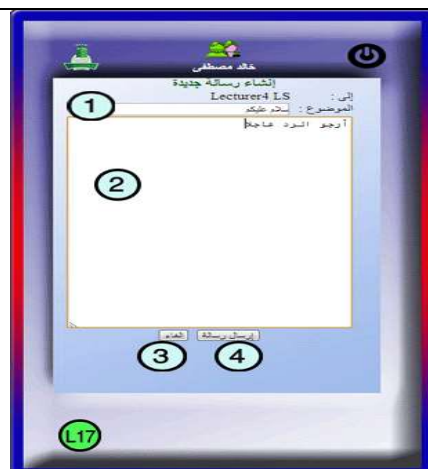 خالد مصطفى
إنشاء رسالة جديدة
إلى : Lecturer4 LS
الموضوع : سلام عليكم
1
أرجو الرد عاجلا
2
إرسال رسالة الغاء
3 4
L17